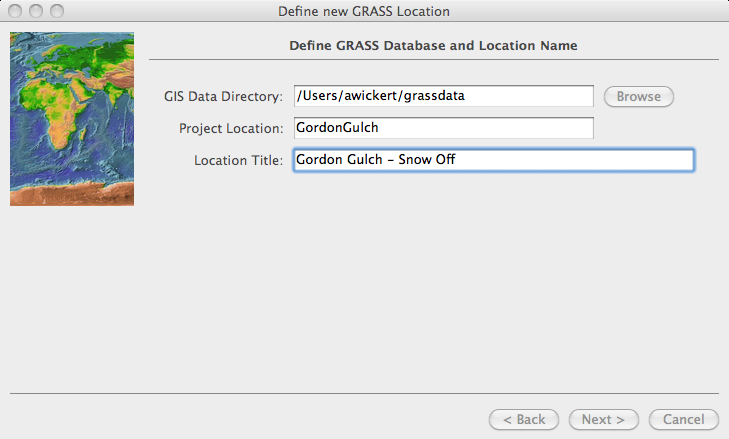 Define new GRASS Location
Define GRASS Database and Location Name
GIS Data Directory: /Users/awickert/grassdata Browse
Project Location: GordonGulch
Location Title: Gordon Gulch - Snow Off
< Back Next > Cancel